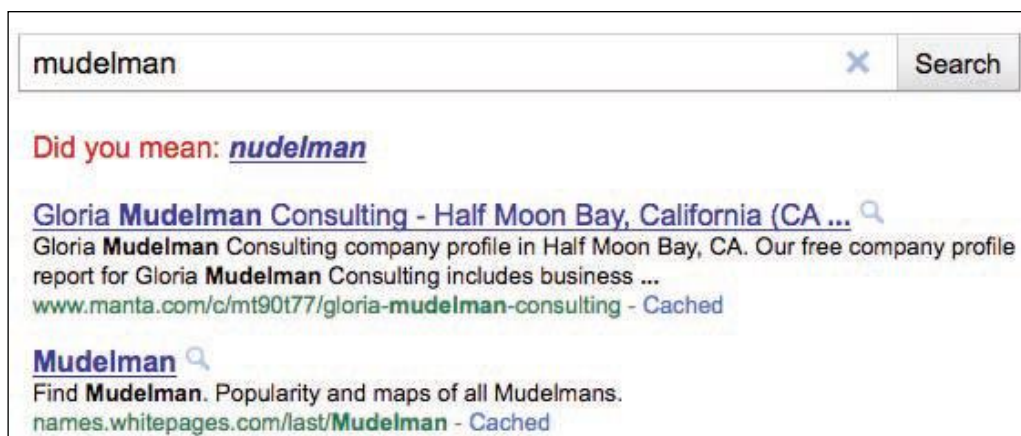 mudelman
Search
Did you mean: nudelman
Gloria Mudelman Consulting - Half Moon Bay, California (CA ...
Gloria Mudelman Consulting company profile in Half Moon Bay, CA. Our free company profile
report for Gloria Mudelman Consulting includes business ...
www.manta.com/c/mt90t77/gloria-mudelman-consulting - Cached
Mudelman
Find Mudelman. Popularity and maps of all Mudelmans.
names.whitepages.com/last/Mudelman - Cached